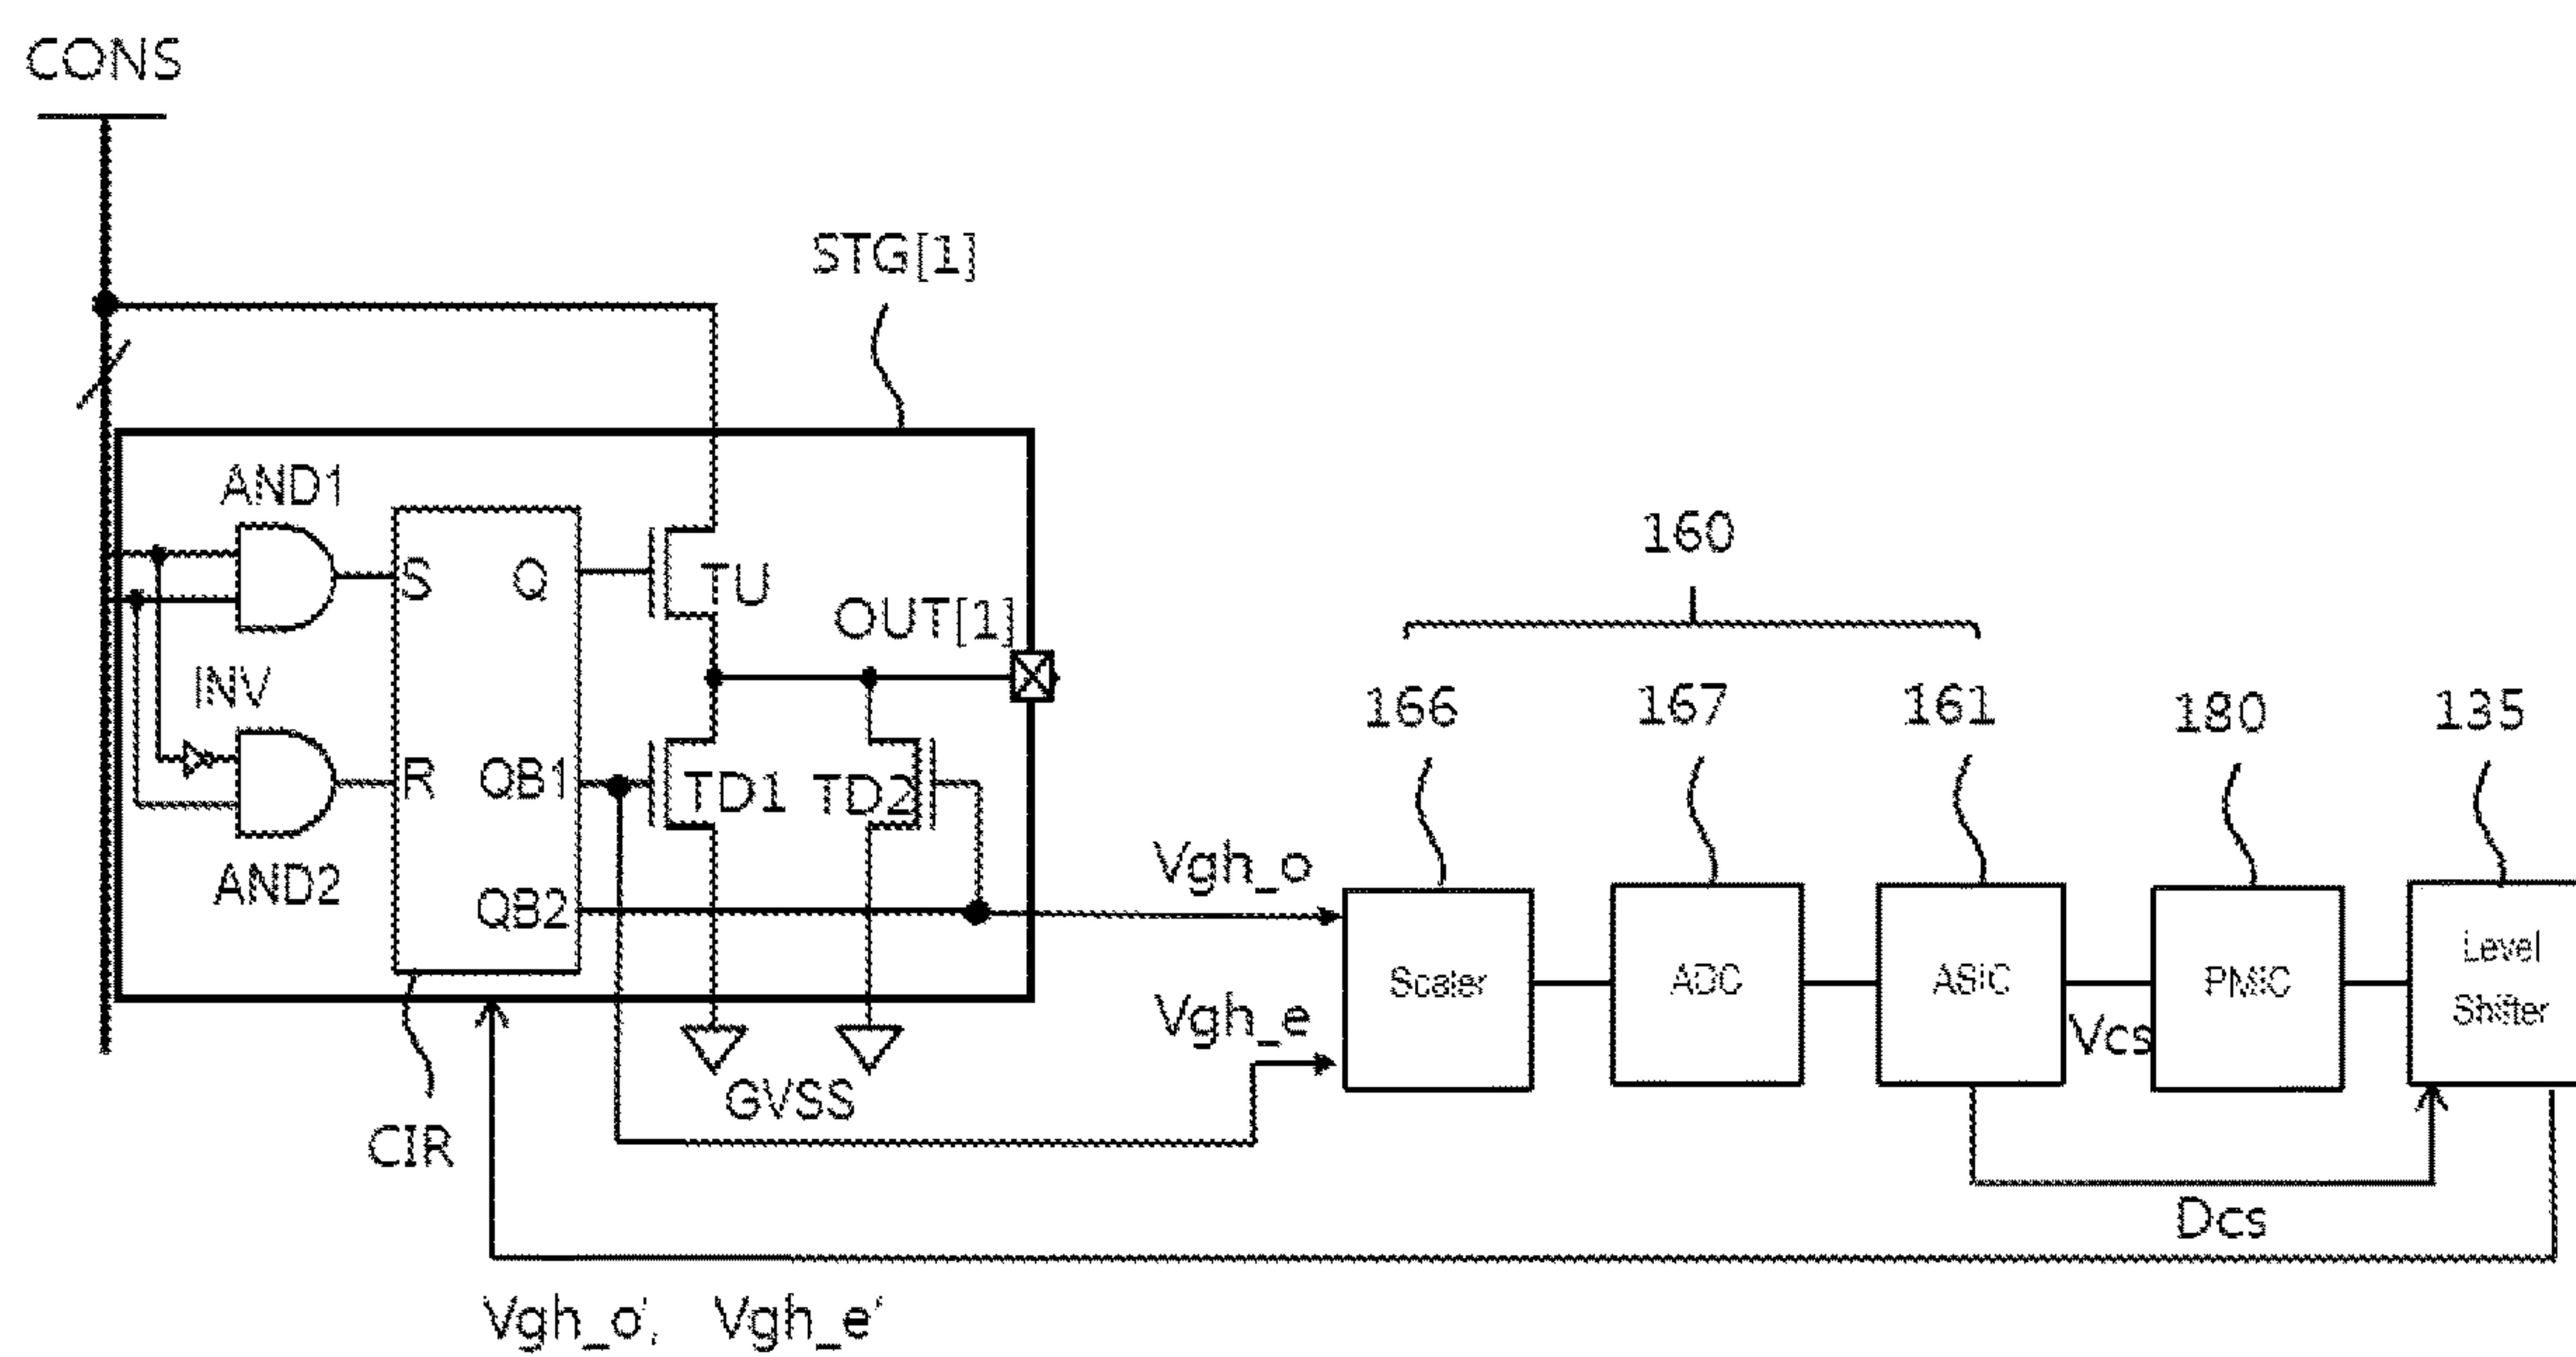 CONS
STG[1]
AND1
160
S
Q
TU
OUT[1]
INV
166
167
161
180
135
R
QB1
TD1
TD2
AND2
Vgh_o
QB2
Level
Shifter
Scaler
ADC
ASIC
PMIC
Vgh_e
Vcs
GVSS
CIR
Dcs
Vgh_o', Vgh_e'